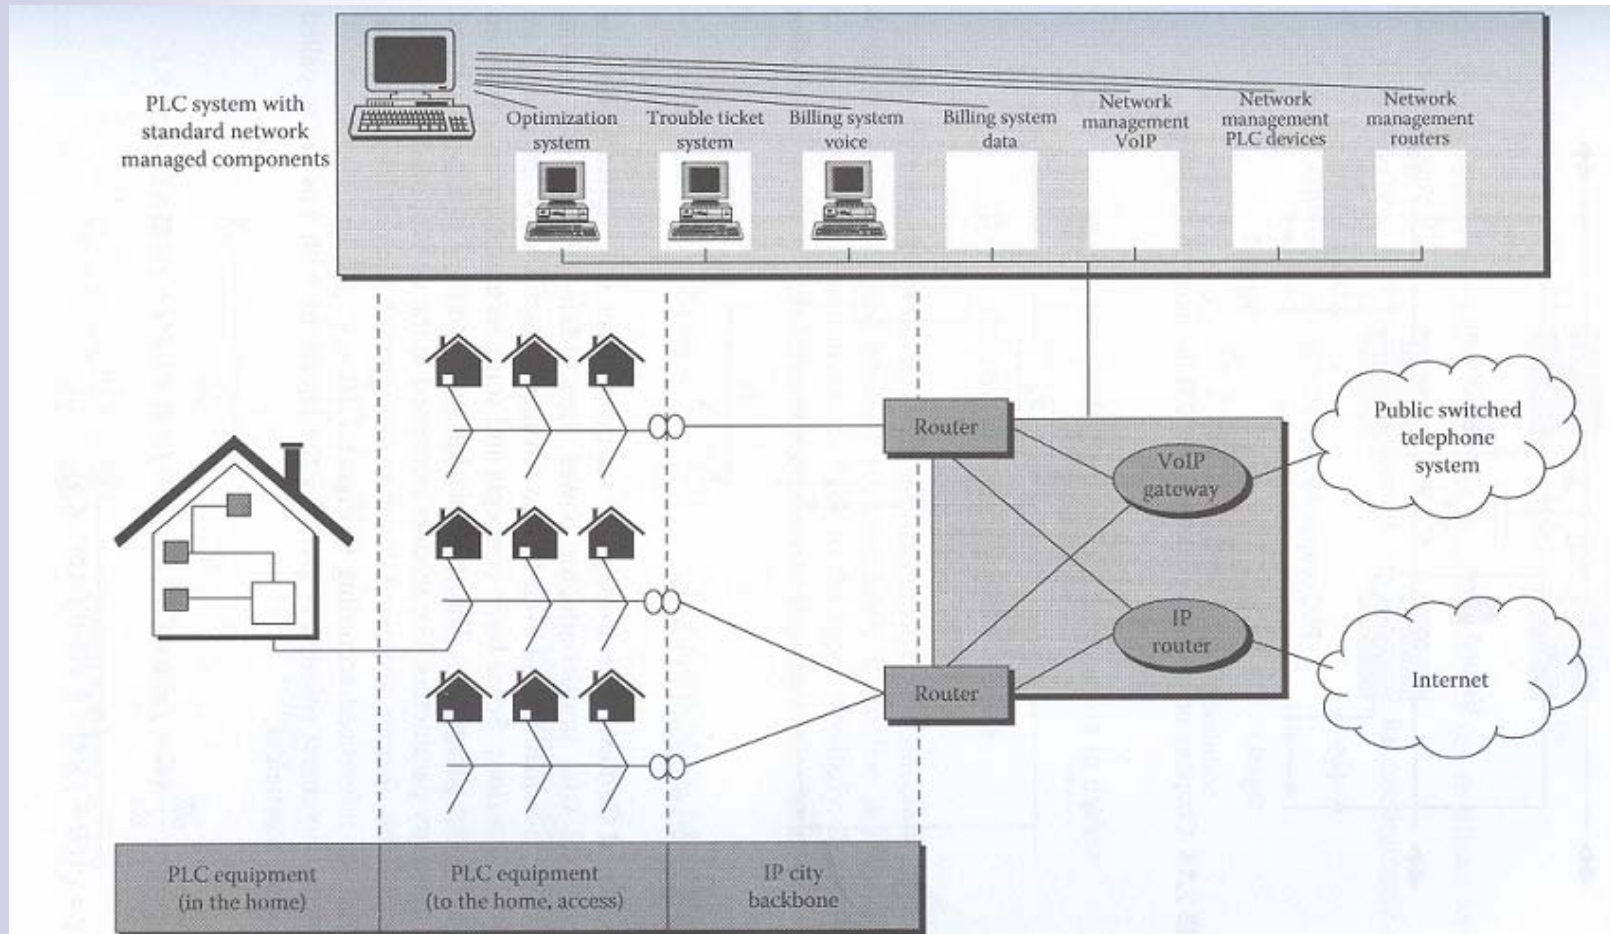 PLC system with
standard network
managed components
Optimization
system
Trouble ticket
system
Billing system
voice
Billing system
data
Network
management
VoIP
Network
management
PLC devices
Network
management
routers
Router
VoIP
gateway
Public switched
telephone
system
Router
IP
router
Internet
PLC equipment
(in the home)
PLC equipment
(to the home, access)
IP city
backbone